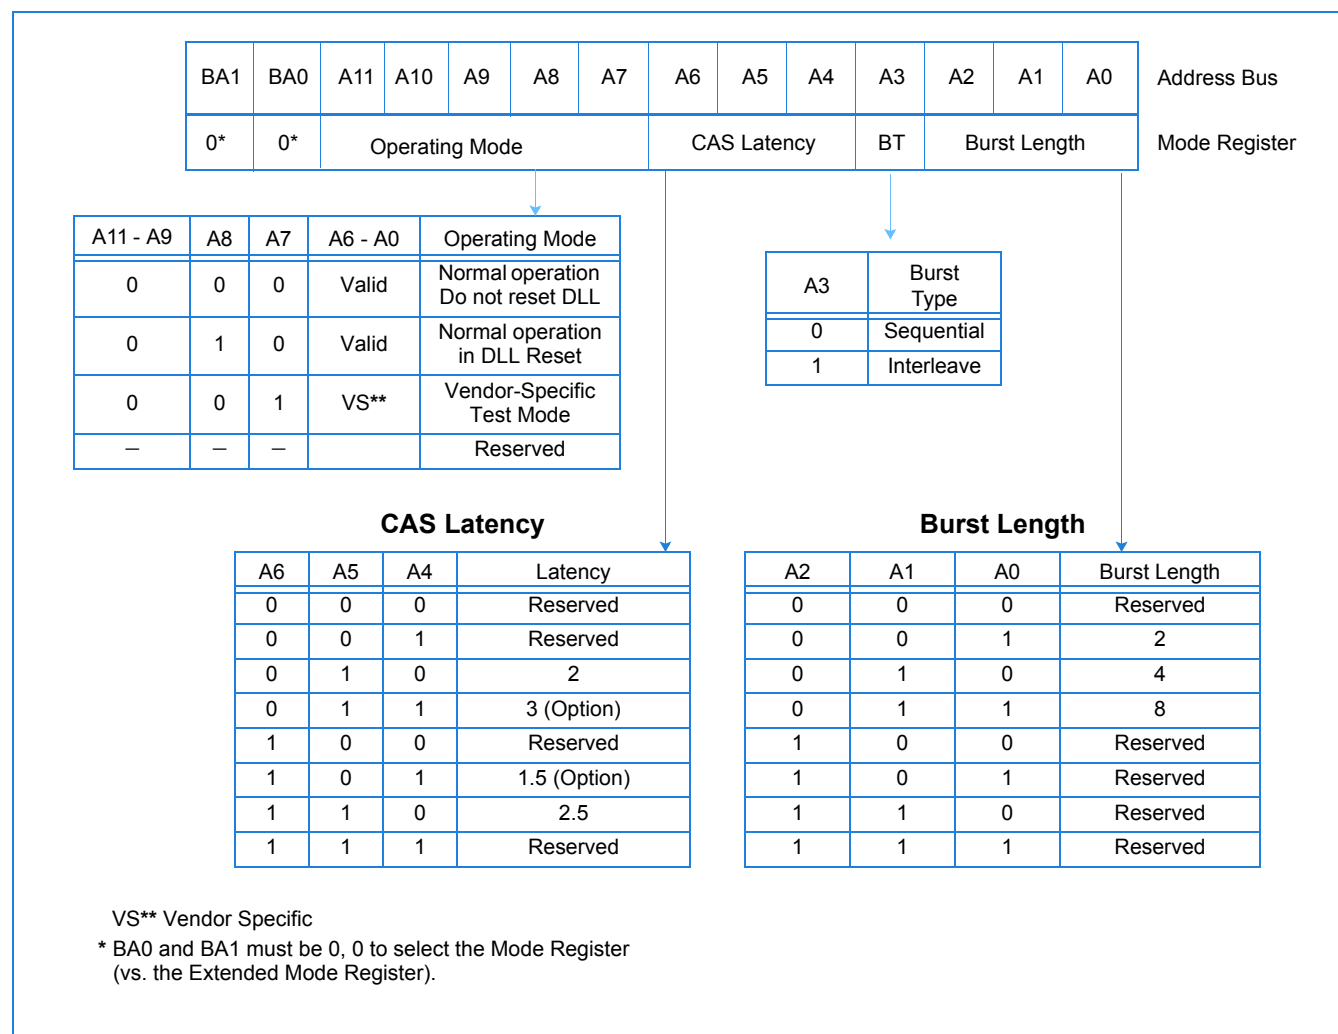 BA1 BA0 A11 A10 A9 A8 A7 A6 A5 A4 A3 A2 A1 A0 Address Bus
0* 0* Operating Mode CAS Latency BT Burst Length Mode Register
A11 - A9 A8 A7 A6 - A0 Operating Mode
0 0 0 Valid Normal operation
Do not reset DLL
0 1 0 Valid Normal operation
in DLL Reset
0 0 1 VS** Vendor-Specific
Test Mode
– – – Reserved
A3 Burst
Type
0 Sequential
1 Interleave
CAS Latency
A6 A5 A4 Latency
0 0 0 Reserved
0 0 1 Reserved
0 1 0 2
0 1 1 3 (Option)
1 0 0 Reserved
1 0 1 1.5 (Option)
1 1 0 2.5
1 1 1 Reserved
Burst Length
A2 A1 A0 Burst Length
0 0 0 Reserved
0 0 1 2
0 1 0 4
0 1 1 8
1 0 0 Reserved
1 0 1 Reserved
1 1 0 Reserved
1 1 1 Reserved
VS** Vendor Specific
* BA0 and BA1 must be 0, 0 to select the Mode Register
(vs. the Extended Mode Register).